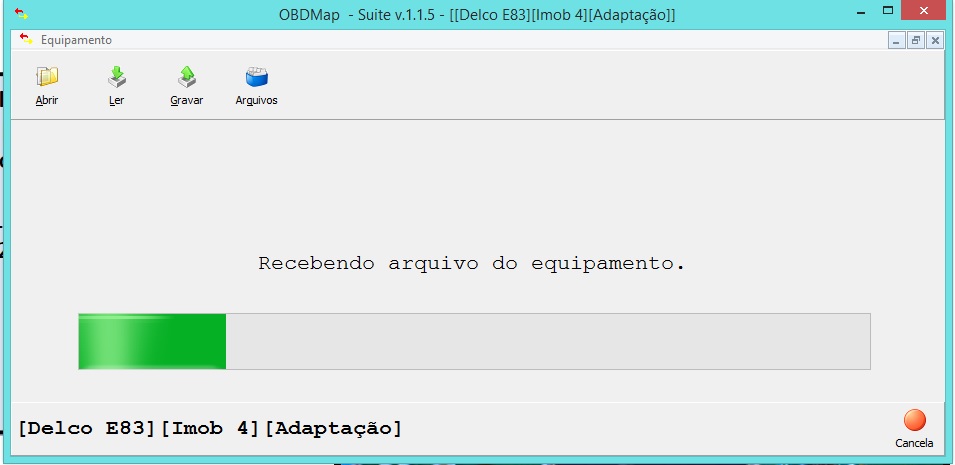 OBDMap - Suite v.1.1.5 - [[Delco E83][Imob 4][Adaptação]]
Equipamento
Abrir Ler Gravar Arquivos
Recebendo arquivo do equipamento.
[Delco E83][Imob 4][Adaptação]
Cancela